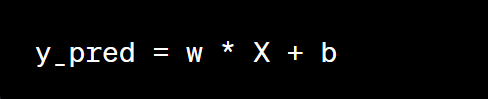 y_pred = w * X + b